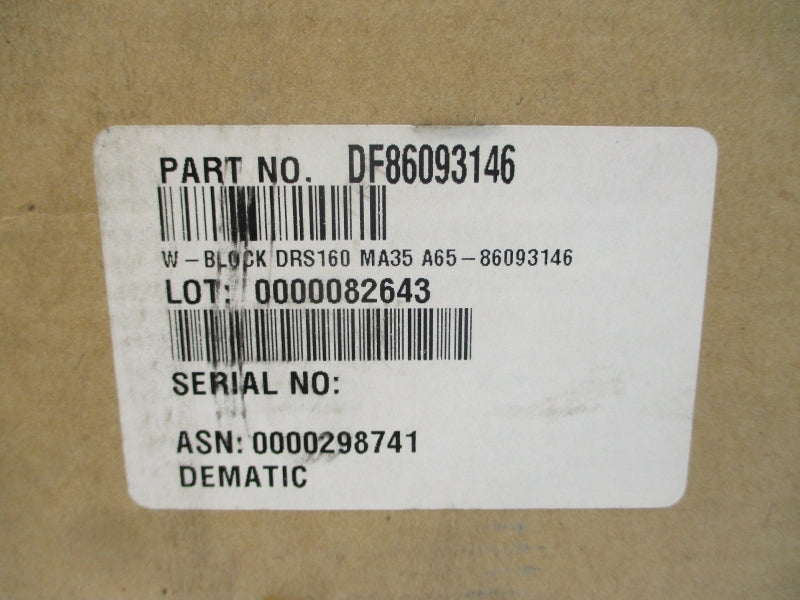 PART NO. DF86093146
W-BLOCK DRS160 MA35 A65-86093146
LOT: 0000082643
SERIAL NO:
ASN: 0000298741
DEMATIC